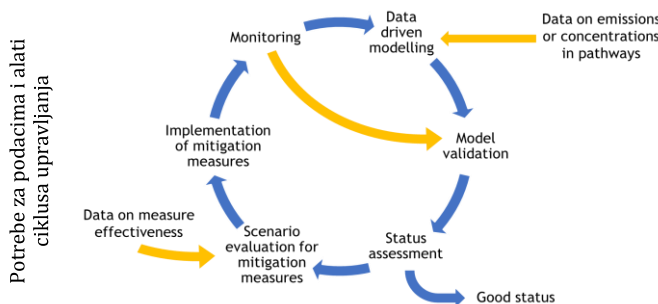 Potrebe za podacima i alati
ciklusa upravljanja
Monitoring
Data
driven
modelling
Data on emissions
or concentrations
in pathways
Model
validation
Status
assessment
Good status
Scenario
evaluation for
mitigation
measures
Data on measure
effectiveness
Implementation
of mitigation
measures